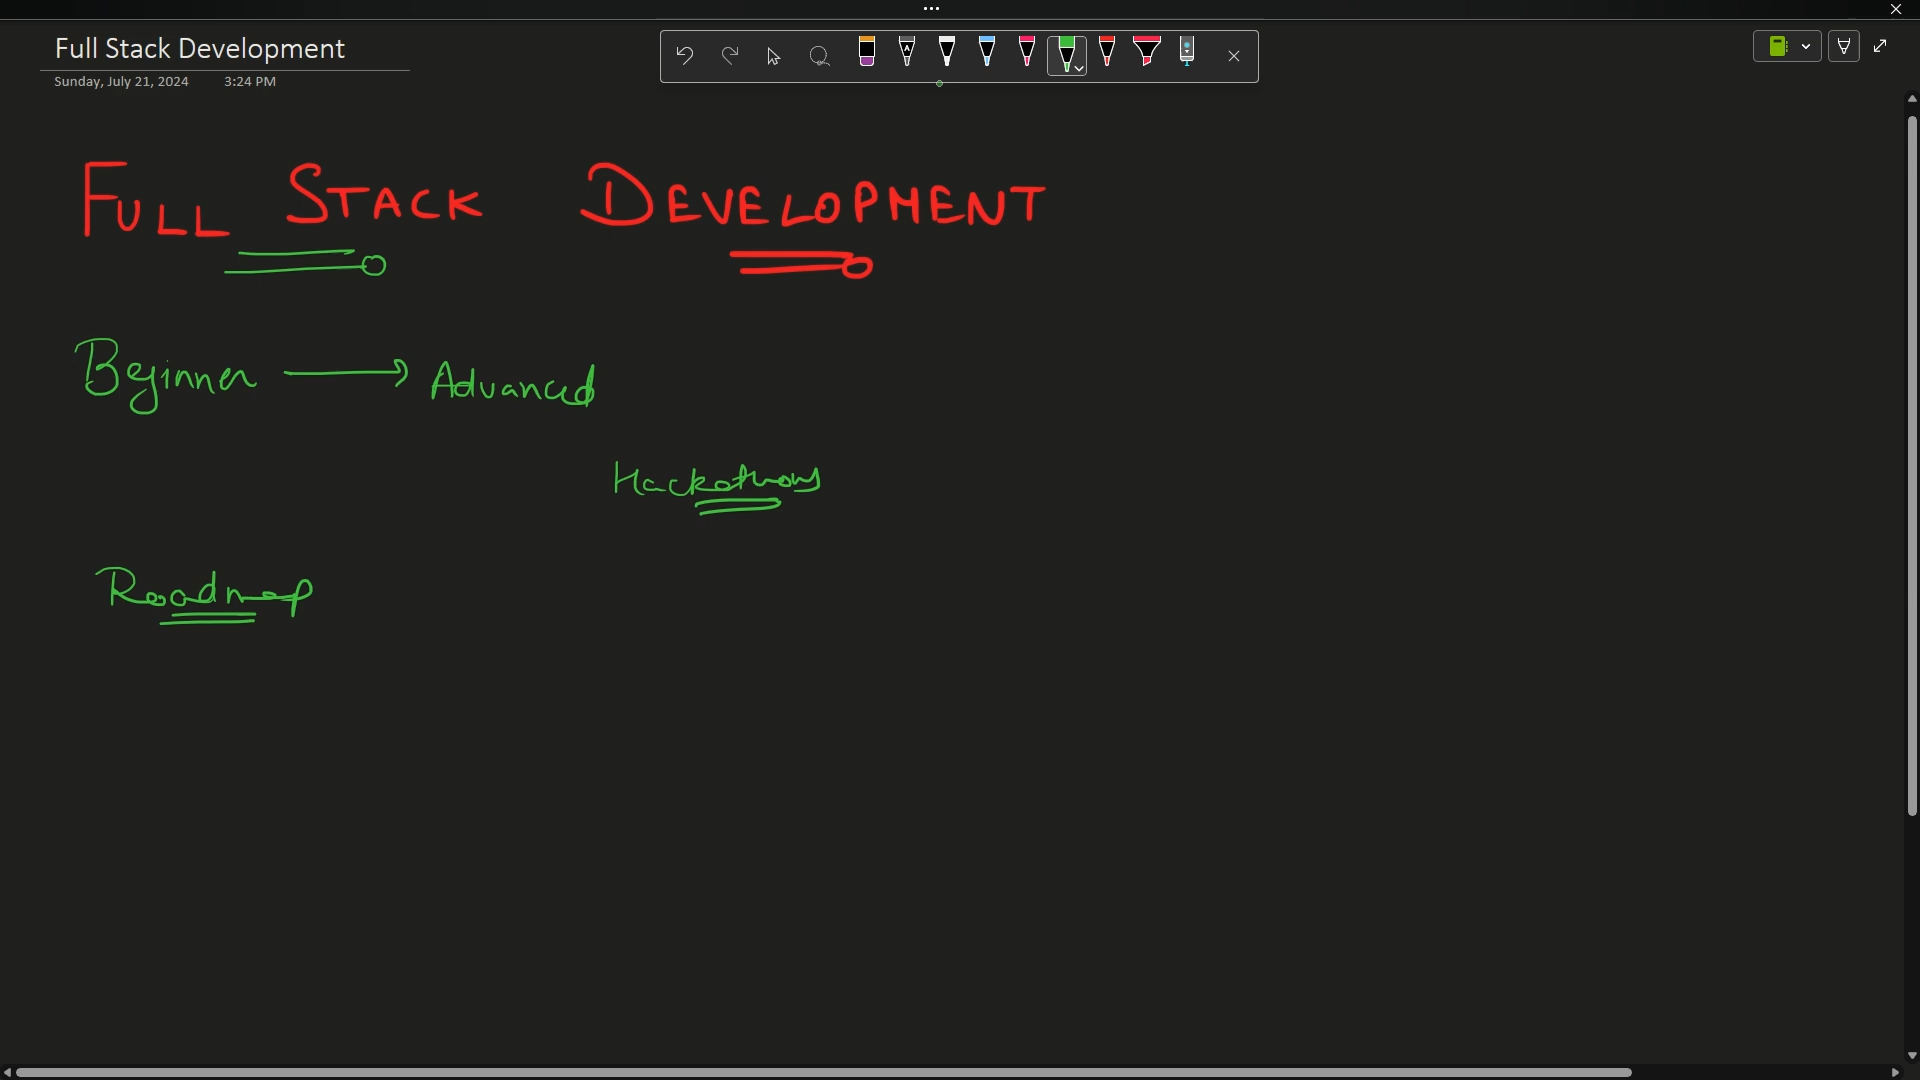 Full Stack Development
Sunday, July 21, 2024 3:24 PM
FULL STACK DEVELOPMENT
Beginner → Advanced
Hackathons
Roadmap